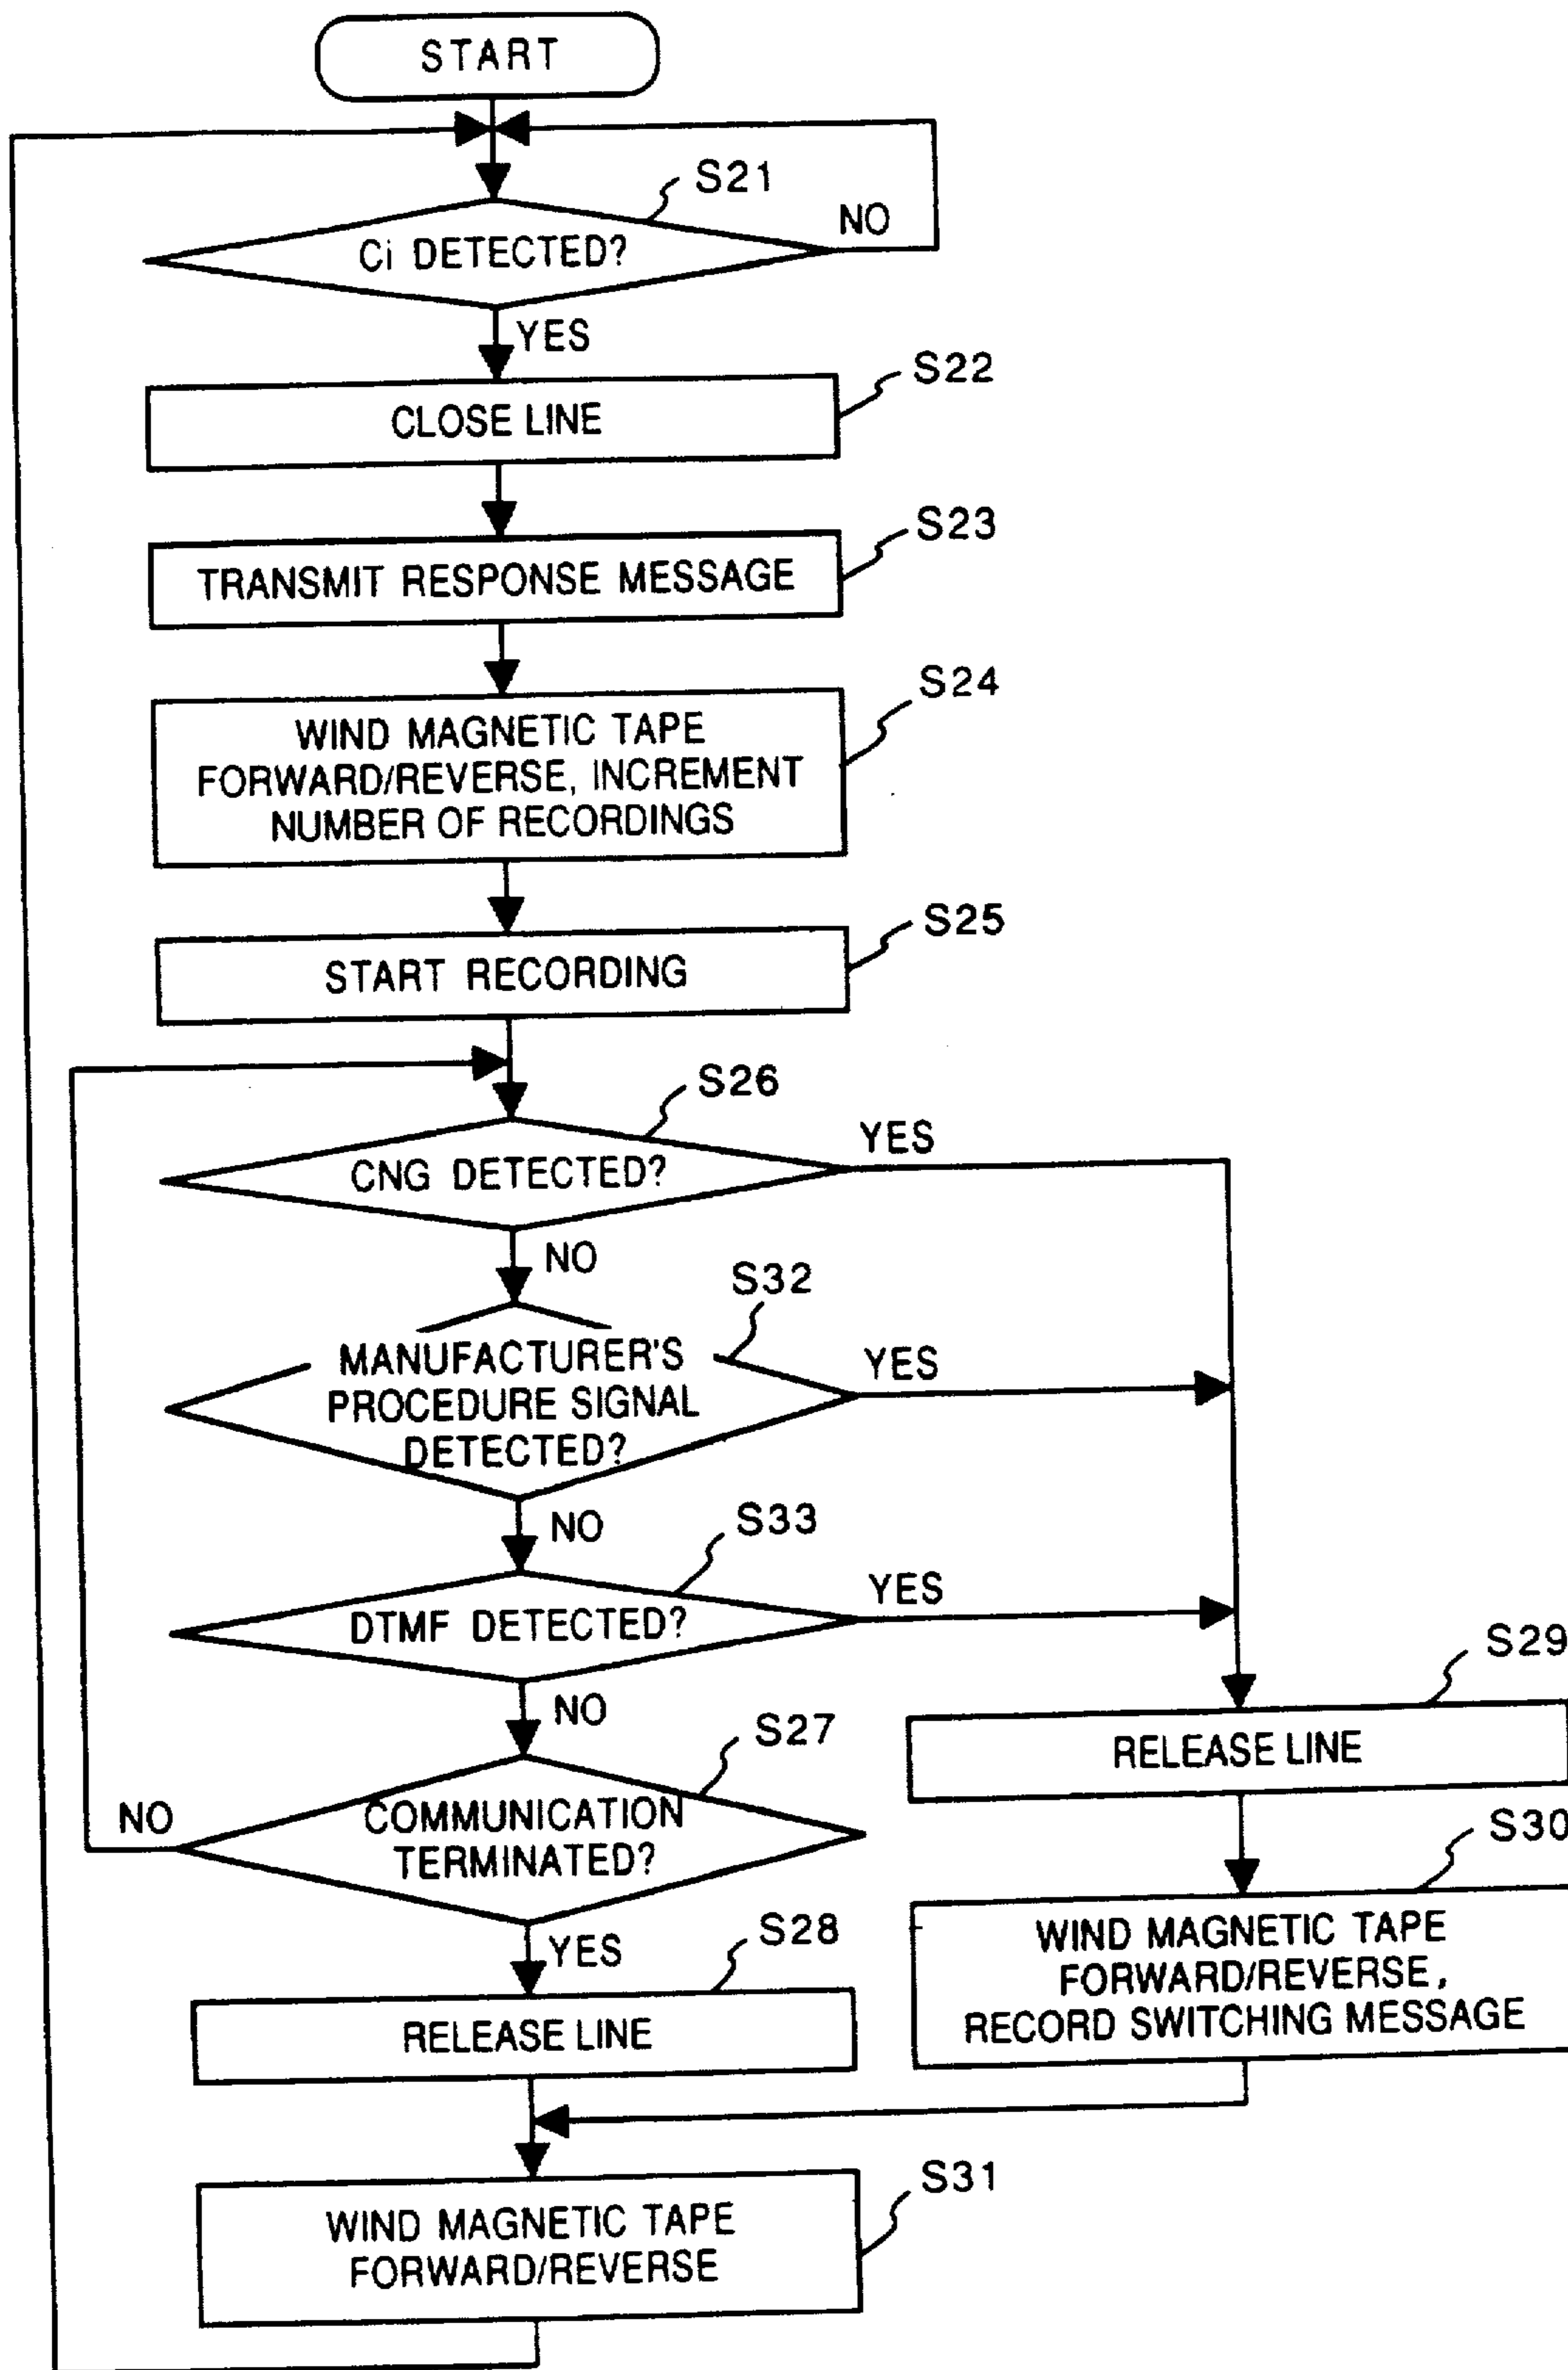 START
S21
Ci DETECTED?
NO
YES
S22
CLOSE LINE
S23
TRANSMIT RESPONSE MESSAGE
S24
WIND MAGNETIC TAPE
FORWARD/REVERSE, INCREMENT
NUMBER OF RECORDINGS
S25
START RECORDING
S26
CNG DETECTED?
YES
NO
S32
MANUFACTURER'S
PROCEDURE SIGNAL
DETECTED?
YES
NO
S33
DTMF DETECTED?
YES
NO
S27
COMMUNICATION
TERMINATED?
NO
YES
S28
RELEASE LINE
S29
RELEASE LINE
S30
WIND MAGNETIC TAPE
FORWARD/REVERSE,
RECORD SWITCHING MESSAGE
S31
WIND MAGNETIC TAPE
FORWARD/REVERSE